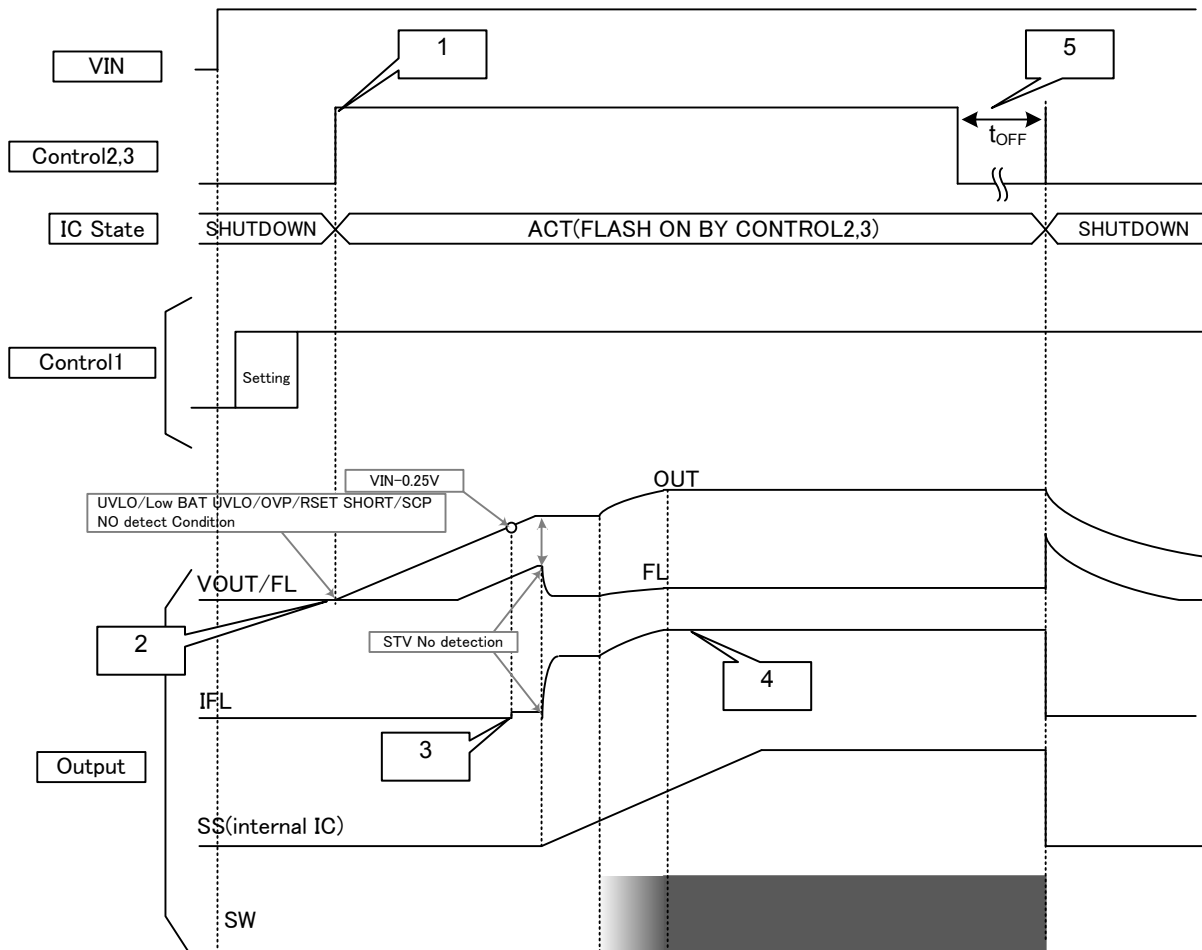 1
5
VIN
tOFF
Control2,3
IC State
SHUTDOWN
ACT(FLASH ON BY CONTROL2,3)
SHUTDOWN
Control1
Setting
VIN-0.25V
OUT
UVLO/Low BAT UVLO/OVP/RSET SHORT/SCP
NO detect Condition
VOUT/FL
FL
2
STV No detection
4
IFL
3
Output
SS(internal IC)
SW